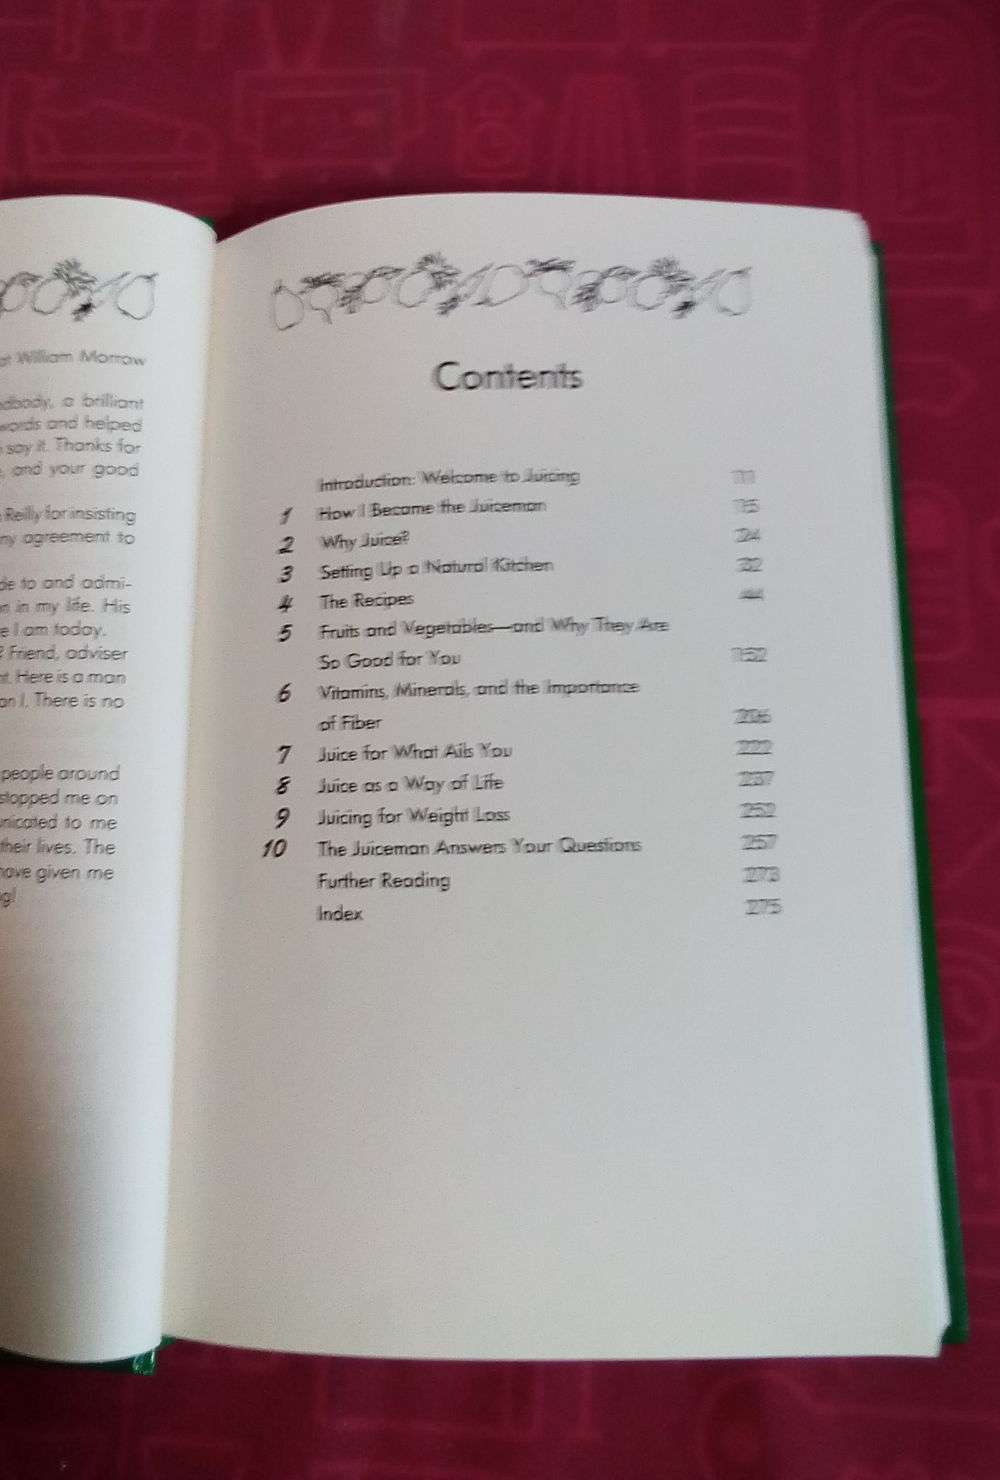 at William Morrow
a brilliant
words and helped
say it. Thanks for
and your good
Reilly for insisting
my agreement to
to and admi-
in my life. His
I am today.
Friend, adviser
Here is a man
I. There is no
people around
stopped me on
to me
their lives. The
have given me
Contents
Introduction: Welcome to Juicing 11
1 How I Became the Juiceman 15
2 Why Juice? 24
3 Setting Up a Natural Kitchen 32
4 The Recipes 44
5 Fruits and Vegetables—and Why They Are
So Good for You 152
6 Vitamins, Minerals, and the Importance
of Fiber 206
7 Juice for What Ails You 222
8 Juice as a Way of Life 237
9 Juicing for Weight Loss 252
10 The Juiceman Answers Your Questions 257
Further Reading 273
Index 275